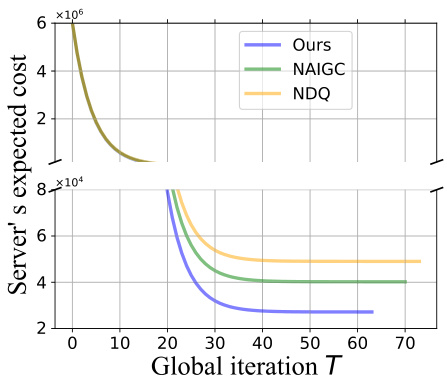 ×10⁶
6
4
2
Ours
NAIGC
NDQ
×10⁴
8
6
4
2
0 10 20 30 40 50 60 70
Global iteration T
Server' s expected cost